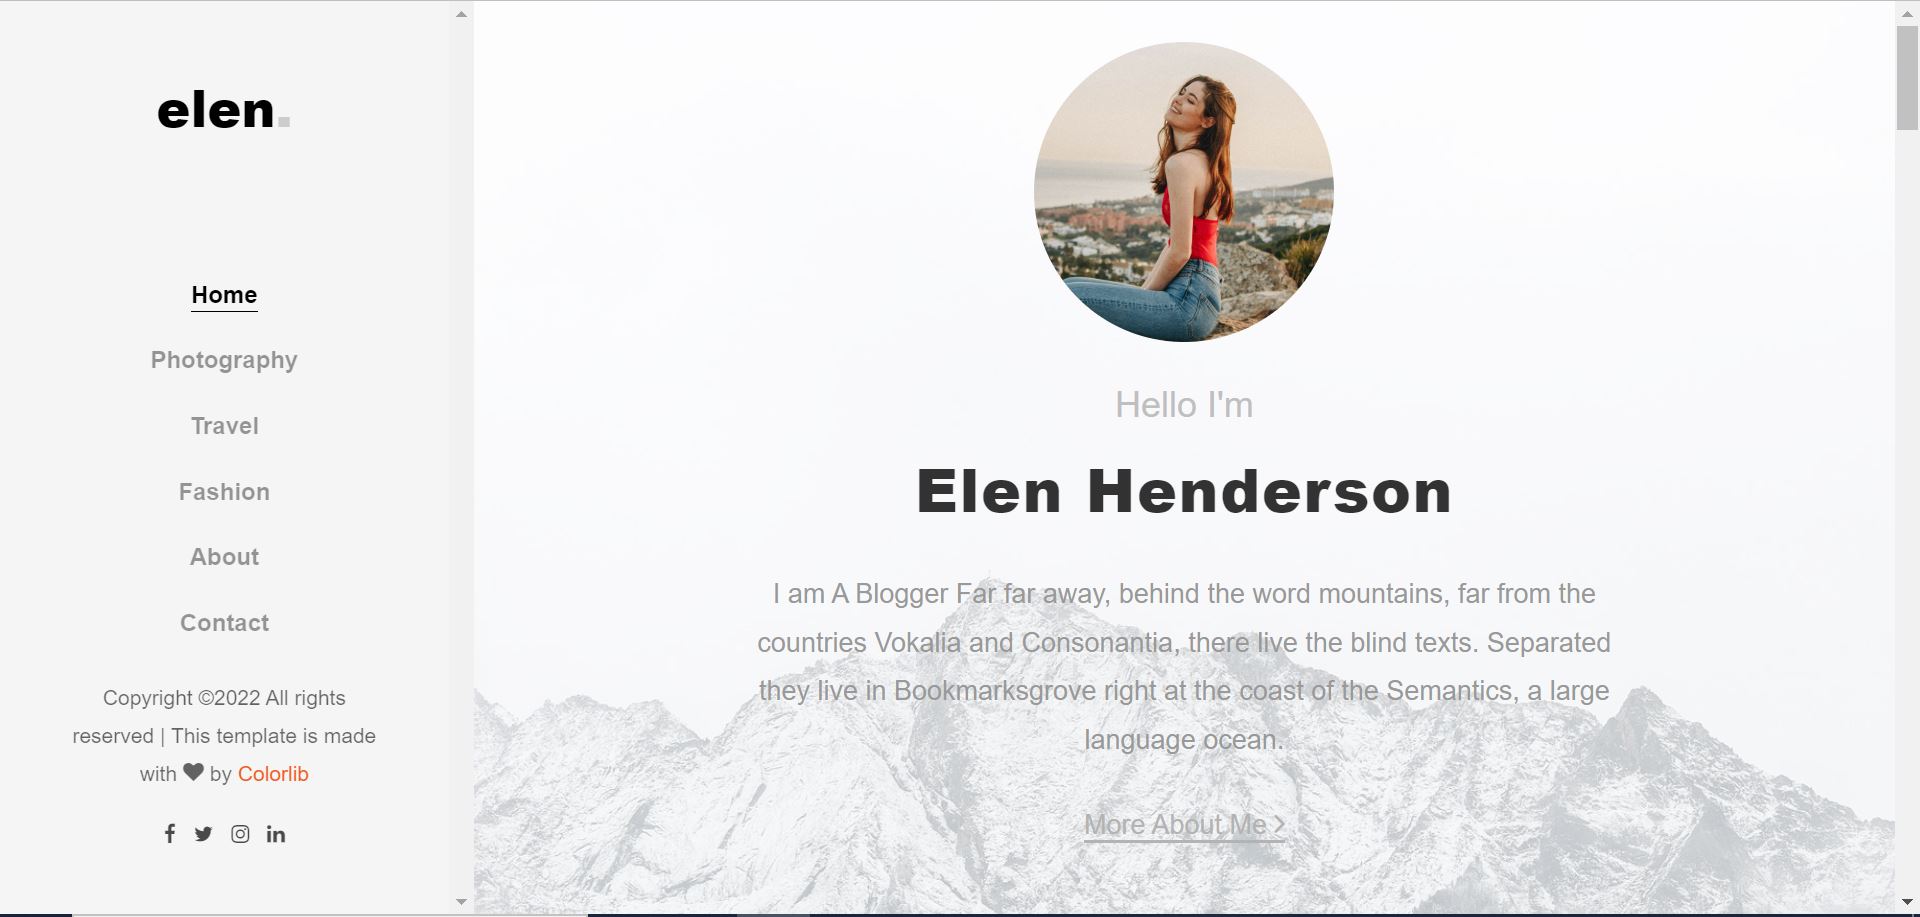 elen.
Home
Photography
Travel
Fashion
About
Contact
Copyright ©2022 All rights
reserved | This template is made
with ♥ by Colorlib
Hello I'm
Elen Henderson
I am A Blogger Far far away, behind the word mountains, far from the
countries Vokalia and Consonantia, there live the blind texts. Separated
they live in Bookmarksgrove right at the coast of the Semantics, a large
language ocean.
More About Me >